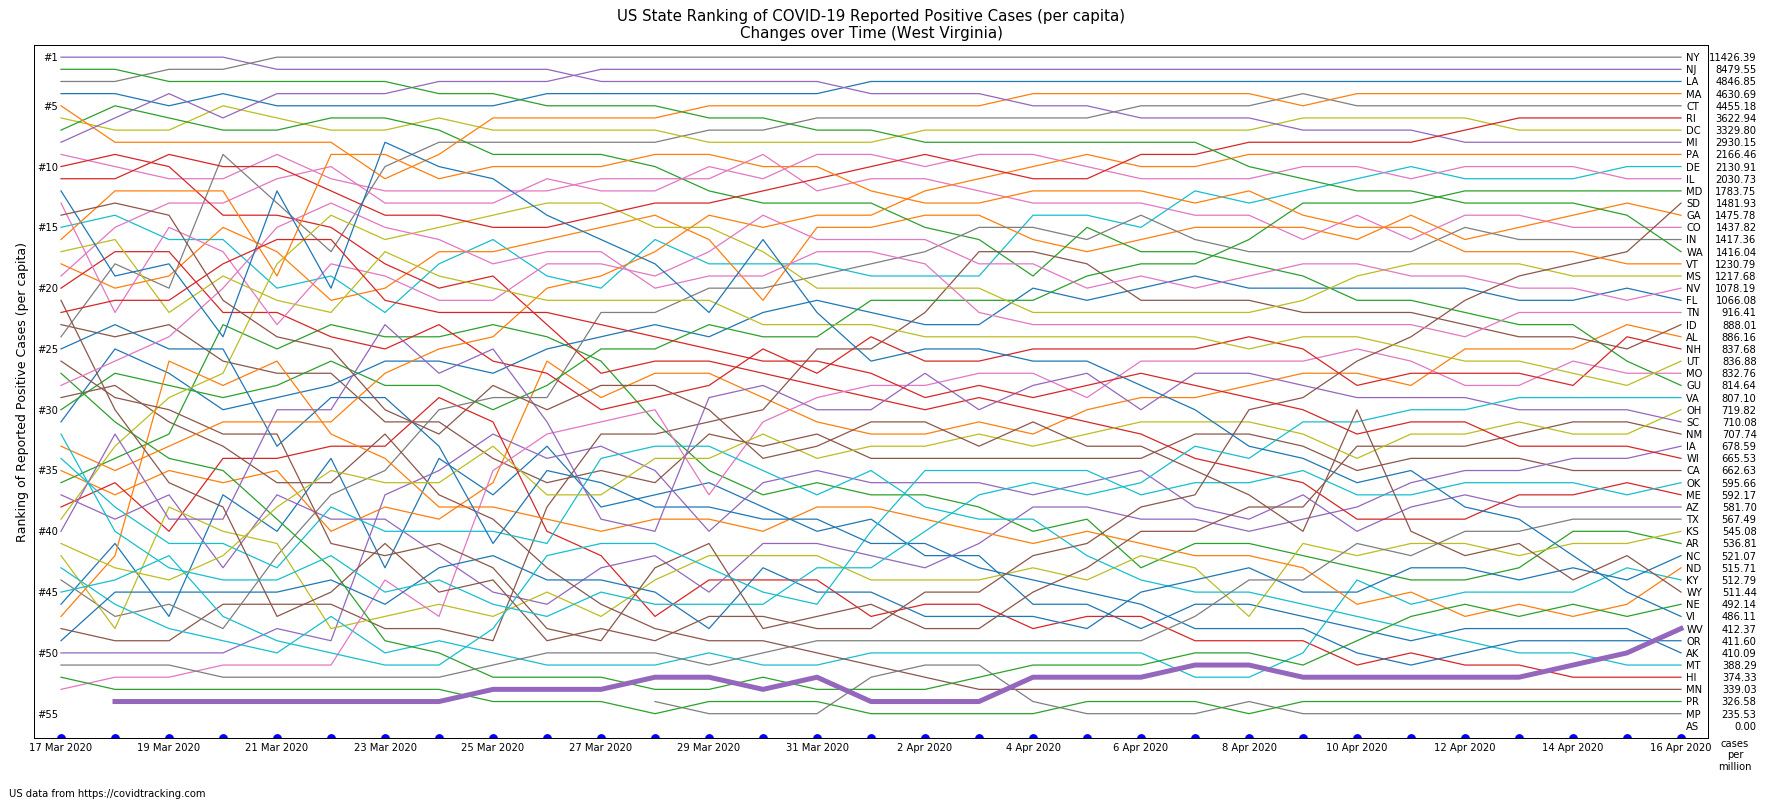 US State Ranking of COVID-19 Reported Positive Cases (per capita)
Changes over Time (West Virginia)
Ranking of Reported Positive Cases (per capita)
#1
#5
#10
#15
#20
#25
#30
#35
#40
#45
#50
#55
NY 11426.39
NJ 8479.55
LA 4846.85
MA 4630.69
CT 4455.18
RI 3622.94
DC 3329.80
MI 2930.15
PA 2166.46
DE 2130.91
IL 2030.73
MD 1783.75
SD 1481.93
GA 1475.78
CO 1437.82
IN 1417.36
WA 1416.04
VT 1230.79
MS 1217.68
NV 1078.19
FL 1066.08
TN 916.41
ID 888.01
AL 886.16
NH 837.68
UT 836.88
MO 832.76
GU 814.64
VA 807.10
OH 719.82
SC 710.08
NM 707.74
IA 678.59
WI 665.53
CA 662.63
OK 595.66
ME 592.17
AZ 581.70
TX 567.49
KS 545.08
AR 536.81
NC 521.07
ND 515.71
KY 512.79
WY 511.44
NE 492.14
VI 486.11
WV 412.37
OR 411.60
AK 410.09
MT 388.29
HI 374.33
MN 339.03
PR 326.58
MP 235.53
AS 0.00
17 Mar 2020 19 Mar 2020 21 Mar 2020 23 Mar 2020 25 Mar 2020 27 Mar 2020 29 Mar 2020 31 Mar 2020 2 Apr 2020 4 Apr 2020 6 Apr 2020 8 Apr 2020 10 Apr 2020 12 Apr 2020 14 Apr 2020 16 Apr 2020
cases
per
million
US data from https://covidtracking.com